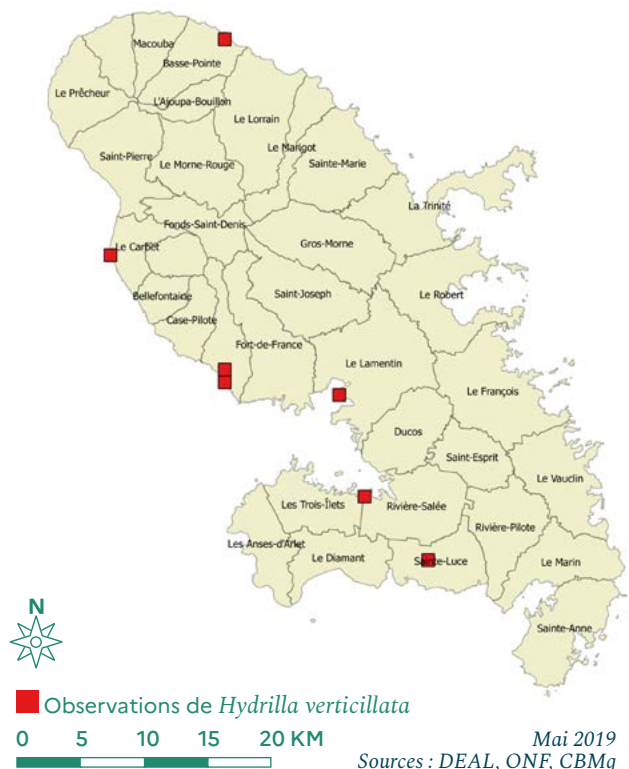 Macouba
Basse-Pointe
Le Prêcheur
L'Ajoupa-Bouillon
Le Lorrain
Le Marigot
Saint-Pierre
Le Morne-Rouge
Sainte-Marie
La Trinité
Fonds-Saint-Denis
Le Carbet
Gros-Morne
Bellefontaine
Saint-Joseph
Le Robert
Case-Pilote
Fort-de-France
Le Lamentin
Le François
Ducos
Saint-Esprit
Le Vauclin
Les Trois-Îlets
Rivière-Salée
Rivière-Pilote
Les Anses-d'Arlet
Le Diamant
Sainte-Luce
Le Marin
Sainte-Anne
N
Observations de Hydrilla verticillata
0 5 10 15 20 KM
Mai 2019
Sources : DEAL, ONF, CBMq